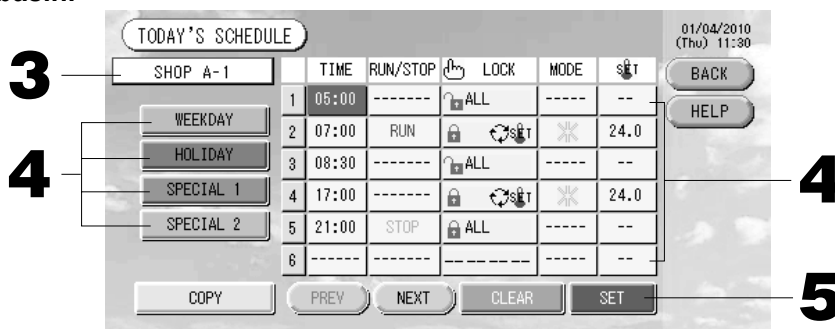 TODAY'S SCHEDULE
01/04/2010
(Thu) 11:30
3
SHOP A-1
TIME RUN/STOP LOCK MODE SET
BACK
HELP
1 05:00 ------- ALL ----- --
WEEKDAY
2 07:00 RUN SET 24.0
4
HOLIDAY
3 08:30 ------- ALL ----- --
4
SPECIAL 1
4 17:00 ------- SET 24.0
SPECIAL 2
5 21:00 STOP ALL ----- --
6 ------ ------- -------- ----- --
COPY PREV NEXT CLEAR SET
5